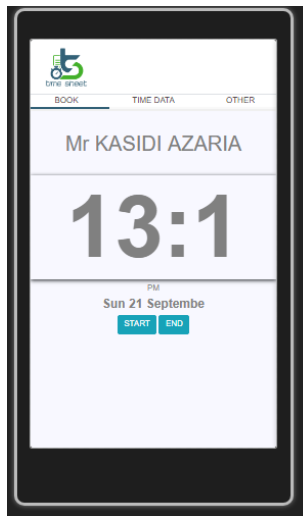 time sheet
BOOK TIME DATA OTHER
Mr KASIDI AZARIA
13:1
PM
Sun 21 Septembe
START END